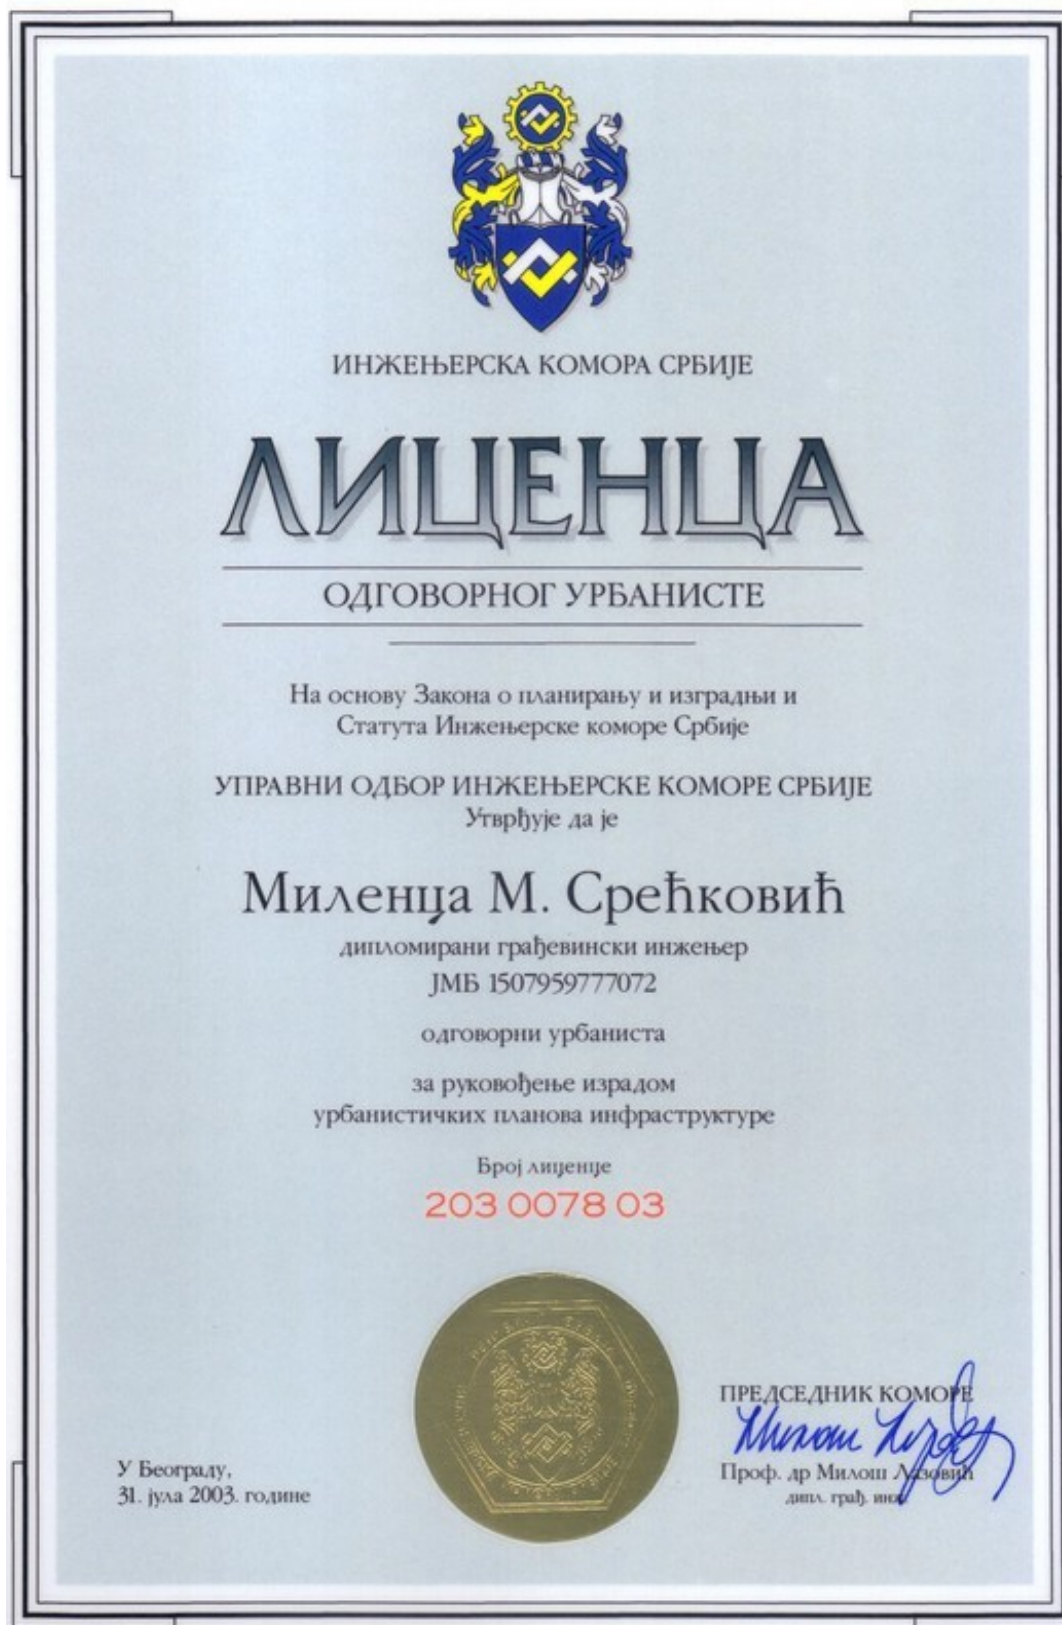 ИНЖЕЊЕРСКА КОМОРА СРБИЈЕ
ЛИЦЕНЦА
ОДГОВОРНОГ УРБАНИСТЕ
На основу Закона о планирању и изградњи и
Статута Инжењерске коморе Србије
УПРАВНИ ОДБОР ИНЖЕЊЕРСКЕ КОМОРЕ СРБИЈЕ
Утврђује да је
Миленца М. Срећковић
дипломирани грађевински инжењер
ЈМБ 1507959777072
одговорни урбаниста
за руковођење израдом
урбанистичких планова инфраструктуре
Број лиценце
203 0078 03
У Београду,
31. јула 2003. године
ПРЕДСЕДНИК КОМОРЕ
Проф. др Милош Лазовић
дипл. грађ. инж.